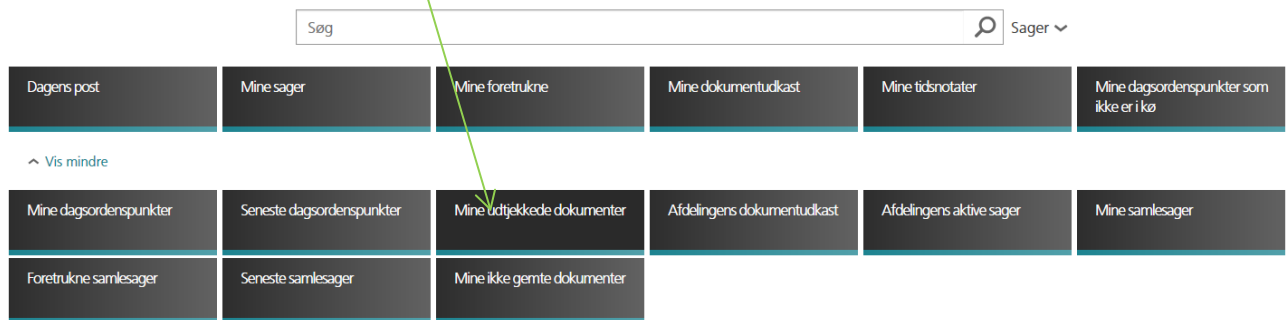 Søg
Sager
Dagens post
Mine sager
Mine foretrukne
Mine dokumentudkast
Mine tidsnotater
Mine dagsordenspunkter som
ikke er i kø
Vis mindre
Mine dagsordenspunkter
Seneste dagsordenspunkter
Mine udtjekkede dokumenter
Afdelingens dokumentudkast
Afdelingens aktive sager
Mine samlesager
Foretrukne samlesager
Seneste samlesager
Mine ikke gemte dokumenter